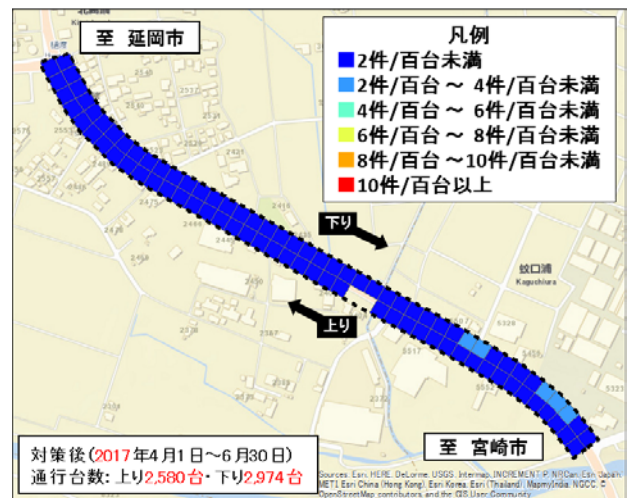 至 延岡市
凡例
2件/百台未満
2件/百台～ 4件/百台未満
4件/百台～ 6件/百台未満
6件/百台～ 8件/百台未満
8件/百台～10件/百台未満
10件/百台以上
下り
蚊口浦
Kaguchiura
上り
至 宮崎市
対策後(2017年4月1日～6月30日)
通行台数：上り2,580台・下り2,974台
Sources: Esri, HERE, DeLorme, USGS, Intermap, INCREMENT P, NRCan, Esri Japan,
METI, Esri China (Hong Kong), Esri Korea, Esri (Thailand), MapmyIndia, NGCC, ©
OpenStreetMap contributors, and the GIS User Community